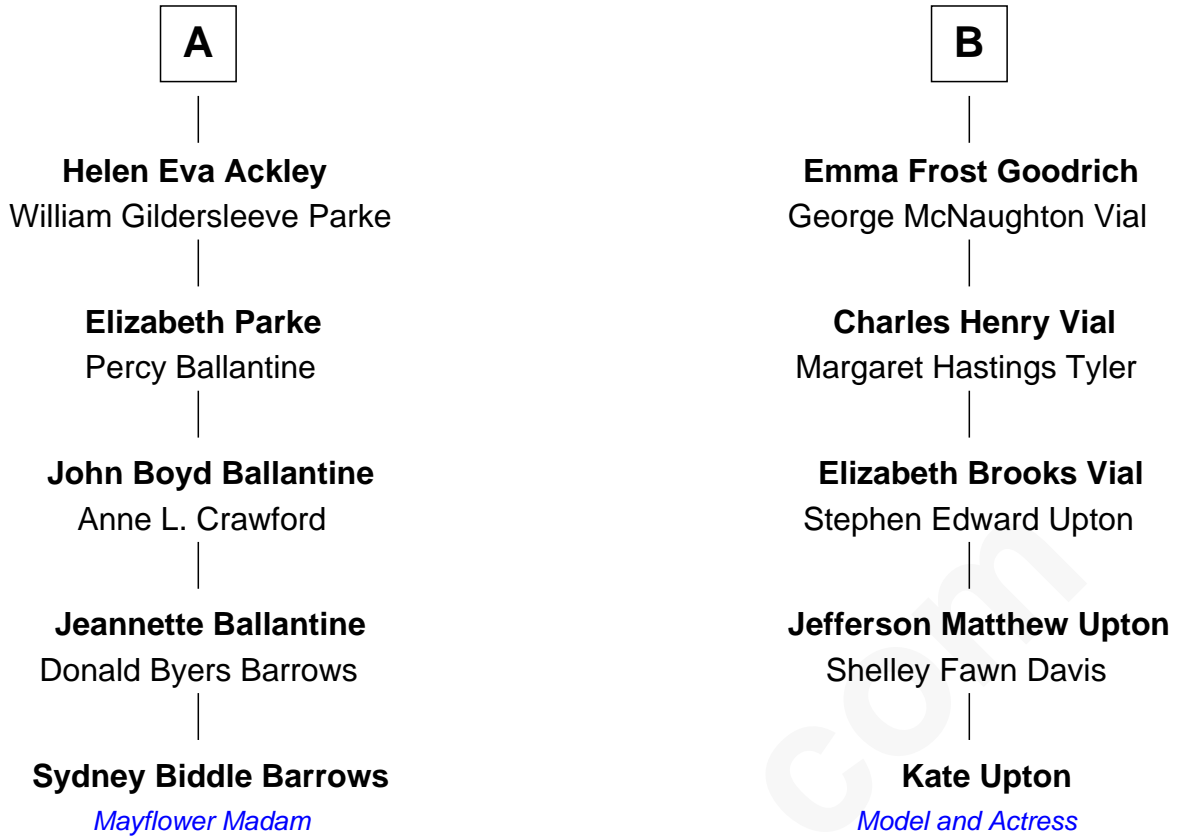 A
Helen Eva Ackley
William Gildersleeve Parke
Elizabeth Parke
Percy Ballantine
John Boyd Ballantine
Anne L. Crawford
Jeannette Ballantine
Donald Byers Barrows
Sydney Biddle Barrows
Mayflower Madam
B
Emma Frost Goodrich
George McNaughton Vial
Charles Henry Vial
Margaret Hastings Tyler
Elizabeth Brooks Vial
Stephen Edward Upton
Jefferson Matthew Upton
Shelley Fawn Davis
Kate Upton
Model and Actress
com